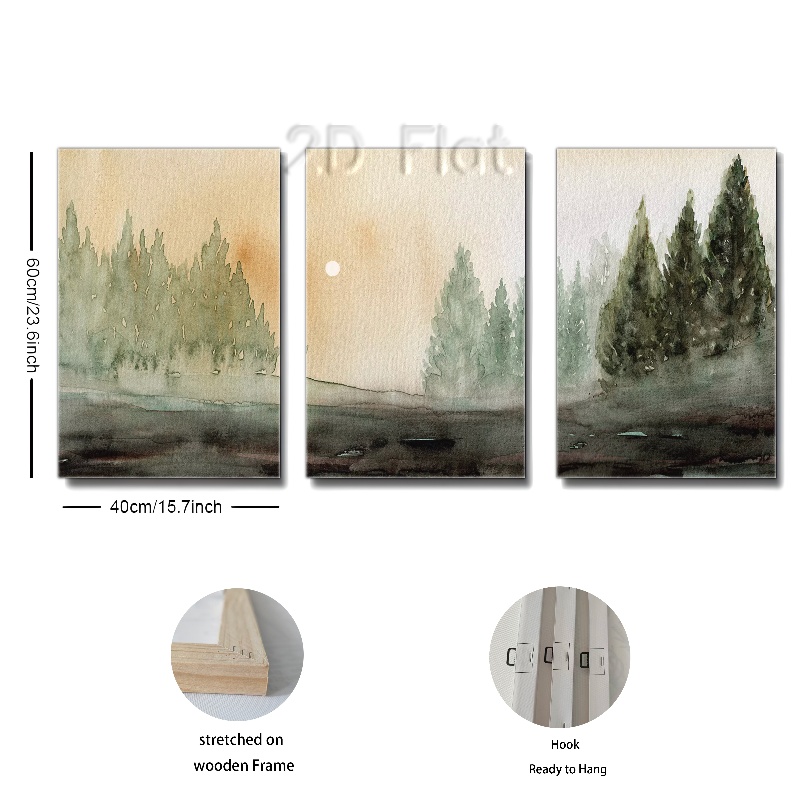 2D Flat
60cm/23.6inch
40cm/15.7inch
stretched on
wooden Frame
Hook
Ready to Hang